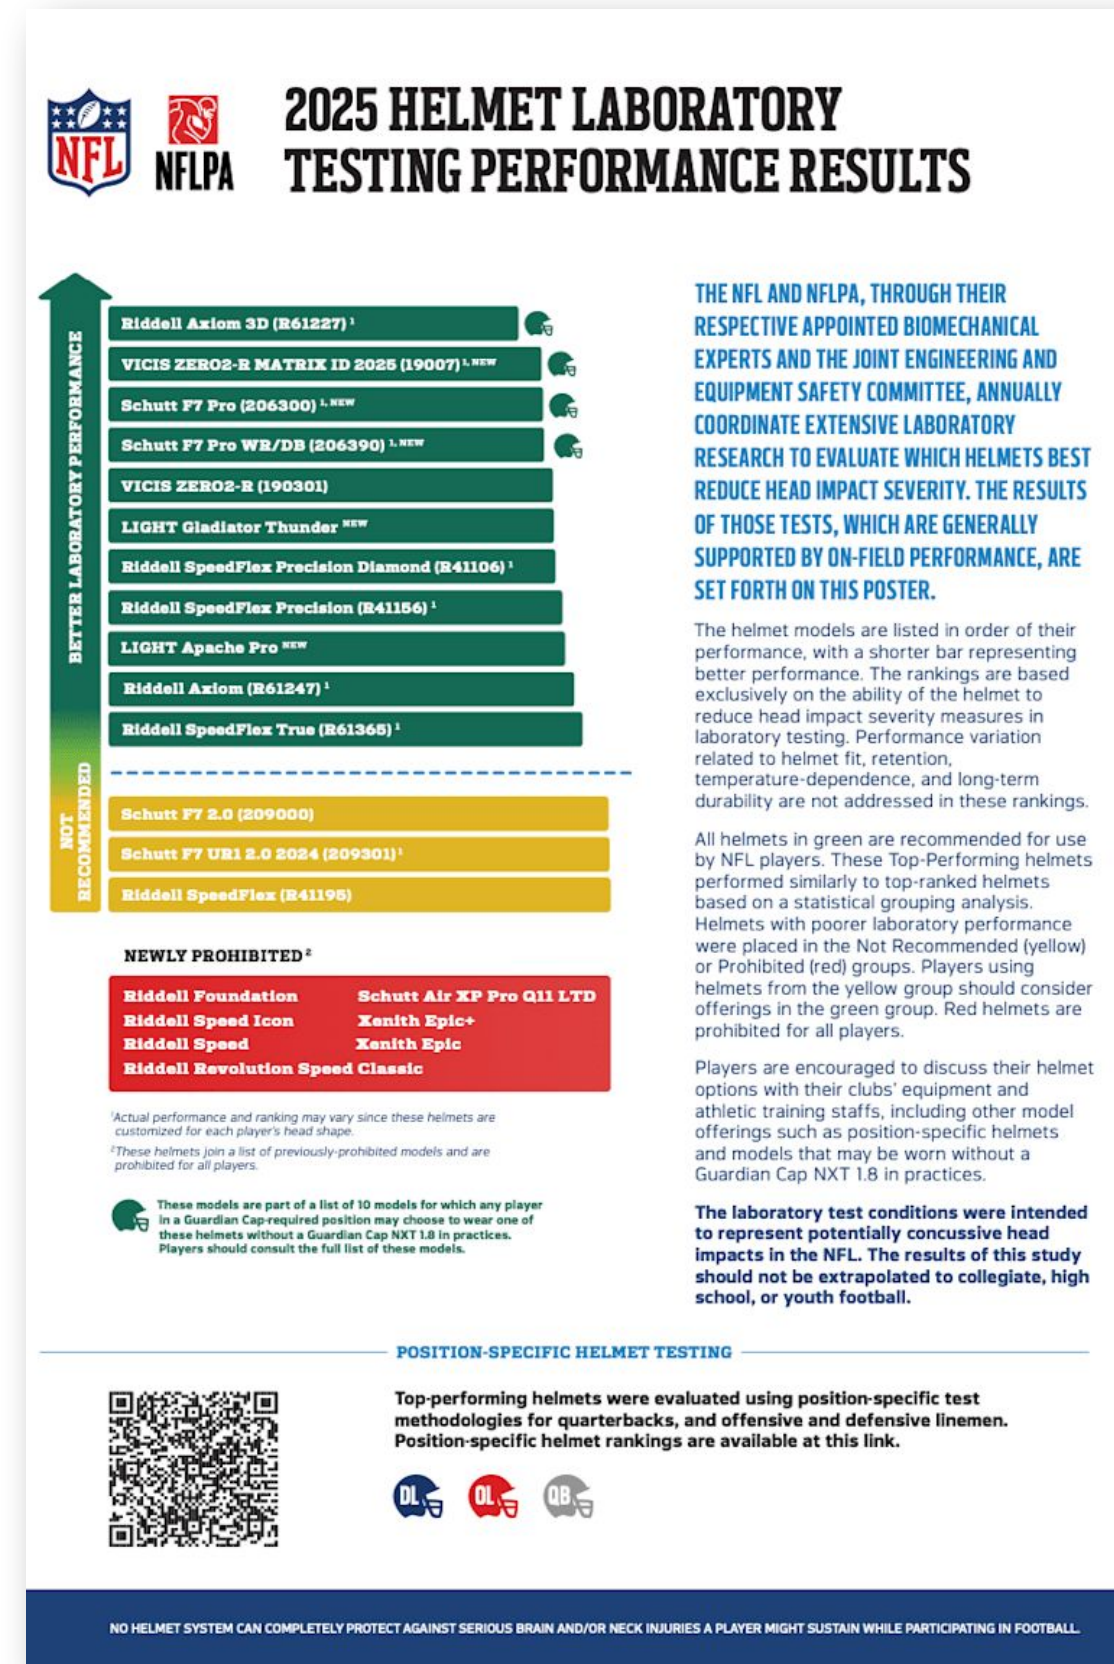 NFL
NFLPA
2025 HELMET LABORATORY
TESTING PERFORMANCE RESULTS
BETTER LABORATORY PERFORMANCE
NOT
RECOMMENDED
Riddell Axiom 3D (R61227) ¹
VICIS ZERO2-R MATRIX ID 2025 (19007) ¹, NEW
Schutt F7 Pro (206300) ¹, NEW
Schutt F7 Pro WR/DB (206390) ¹, NEW
VICIS ZERO2-R (190301)
LIGHT Gladiator Thunder NEW
Riddell SpeedFlex Precision Diamond (R41106) ¹
Riddell SpeedFlex Precision (R41156) ¹
LIGHT Apache Pro NEW
Riddell Axiom (R61247) ¹
Riddell SpeedFlex True (R61365) ¹
Schutt F7 2.0 (209000)
Schutt F7 UR1 2.0 2024 (209301) ¹
Riddell SpeedFlex (R41195)
NEWLY PROHIBITED ²
Riddell Foundation
Riddell Speed Icon
Riddell Speed
Riddell Revolution Speed Classic
Schutt Air XP Pro Q11 LTD
Xenith Epic+
Xenith Epic
¹Actual performance and ranking may vary since these helmets are
customized for each player's head shape.
²These helmets join a list of previously-prohibited models and are
prohibited for all players.
These models are part of a list of 10 models for which any player
in a Guardian Cap-required position may choose to wear one of
these helmets without a Guardian Cap NXT 1.8 in practices.
Players should consult the full list of these models.
THE NFL AND NFLPA, THROUGH THEIR
RESPECTIVE APPOINTED BIOMECHANICAL
EXPERTS AND THE JOINT ENGINEERING AND
EQUIPMENT SAFETY COMMITTEE, ANNUALLY
COORDINATE EXTENSIVE LABORATORY
RESEARCH TO EVALUATE WHICH HELMETS BEST
REDUCE HEAD IMPACT SEVERITY. THE RESULTS
OF THOSE TESTS, WHICH ARE GENERALLY
SUPPORTED BY ON-FIELD PERFORMANCE, ARE
SET FORTH ON THIS POSTER.
The helmet models are listed in order of their
performance, with a shorter bar representing
better performance. The rankings are based
exclusively on the ability of the helmet to
reduce head impact severity measures in
laboratory testing. Performance variation
related to helmet fit, retention,
temperature-dependence, and long-term
durability are not addressed in these rankings.
All helmets in green are recommended for use
by NFL players. These Top-Performing helmets
performed similarly to top-ranked helmets
based on a statistical grouping analysis.
Helmets with poorer laboratory performance
were placed in the Not Recommended (yellow)
or Prohibited (red) groups. Players using
helmets from the yellow group should consider
offerings in the green group. Red helmets are
prohibited for all players.
Players are encouraged to discuss their helmet
options with their clubs' equipment and
athletic training staffs, including other model
offerings such as position-specific helmets
and models that may be worn without a
Guardian Cap NXT 1.8 in practices.
The laboratory test conditions were intended
to represent potentially concussive head
impacts in the NFL. The results of this study
should not be extrapolated to collegiate, high
school, or youth football.
POSITION-SPECIFIC HELMET TESTING
Top-performing helmets were evaluated using position-specific test
methodologies for quarterbacks, and offensive and defensive linemen.
Position-specific helmet rankings are available at this link.
DL
OL
QB
NO HELMET SYSTEM CAN COMPLETELY PROTECT AGAINST SERIOUS BRAIN AND/OR NECK INJURIES A PLAYER MIGHT SUSTAIN WHILE PARTICIPATING IN FOOTBALL.